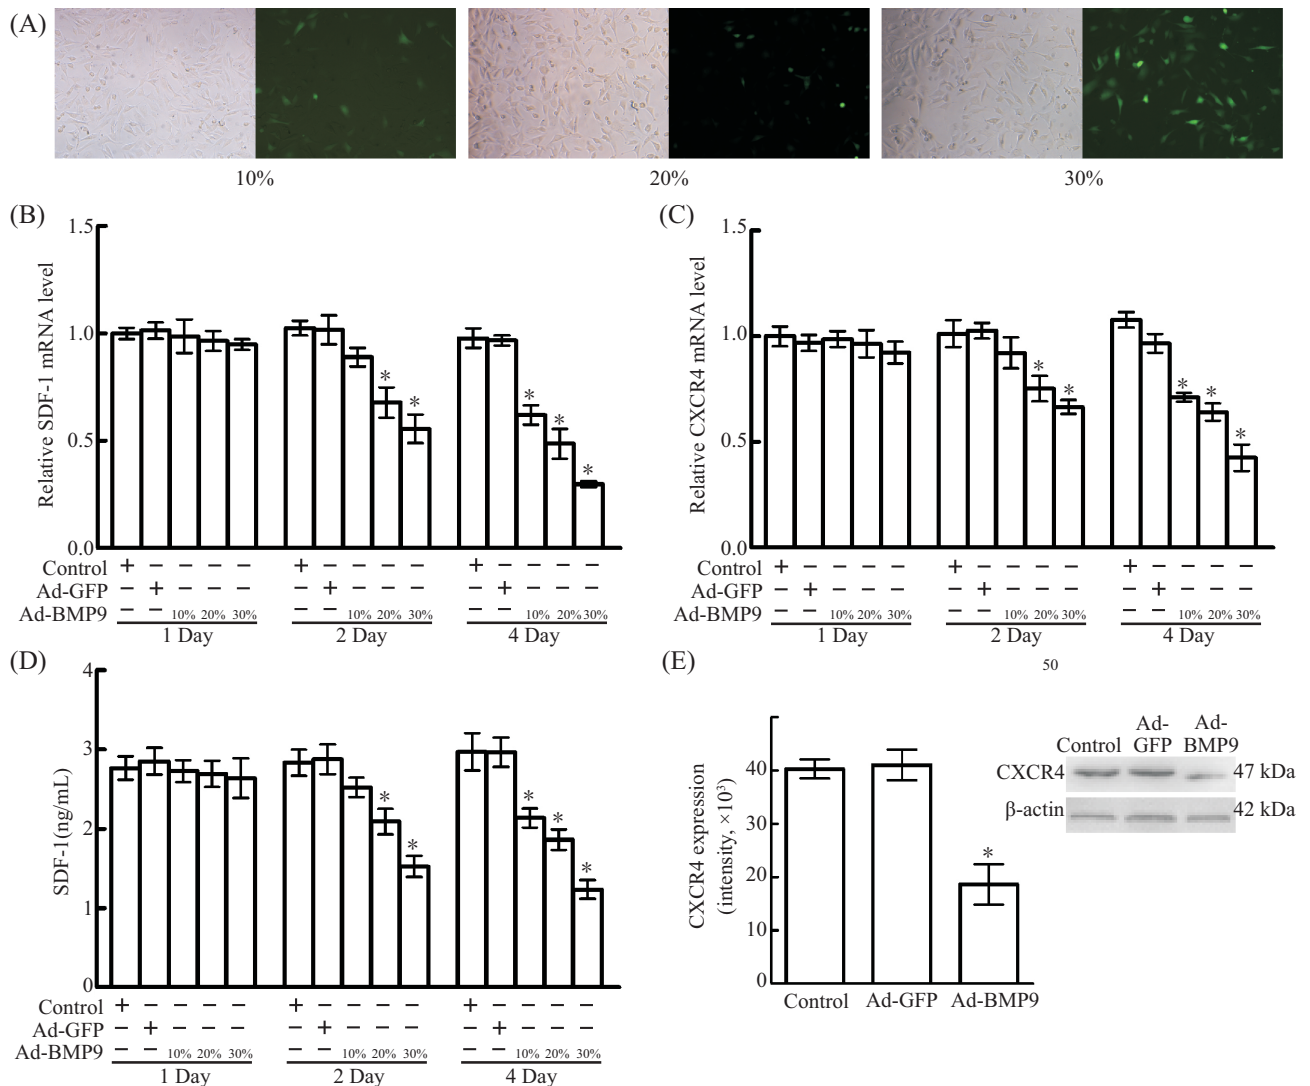 (A)
10% 20% 30%
(B)
1.5
1.0
0.5
0.0
Relative SDF-1 mRNA level
* * * * *
Control + − − − − + − − − − + − − − −
Ad-GFP − + − − − − + − − − − + − − −
Ad-BMP9 − − 10% 20% 30% − − 10% 20% 30% − − 10% 20% 30%
1 Day 2 Day 4 Day
(C)
1.5
1.0
0.5
0.0
Relative CXCR4 mRNA level
* * * * *
Control + − − − − + − − − − + − − − −
Ad-GFP − + − − − − + − − − − + − − −
Ad-BMP9 − − 10% 20% 30% − − 10% 20% 30% − − 10% 20% 30%
1 Day 2 Day 4 Day
(D)
4
3
2
1
0
SDF-1(ng/mL)
* * * * *
Control + − − − − + − − − − + − − − −
Ad-GFP − + − − − − + − − − − + − − −
Ad-BMP9 − − 10% 20% 30% − − 10% 20% 30% − − 10% 20% 30%
1 Day 2 Day 4 Day
(E)
50
40
30
20
10
0
CXCR4 expression
(intensity, ×10³)
*
Control Ad-GFP Ad-BMP9
Control Ad-GFP Ad-BMP9
CXCR4 47 kDa
β-actin 42 kDa